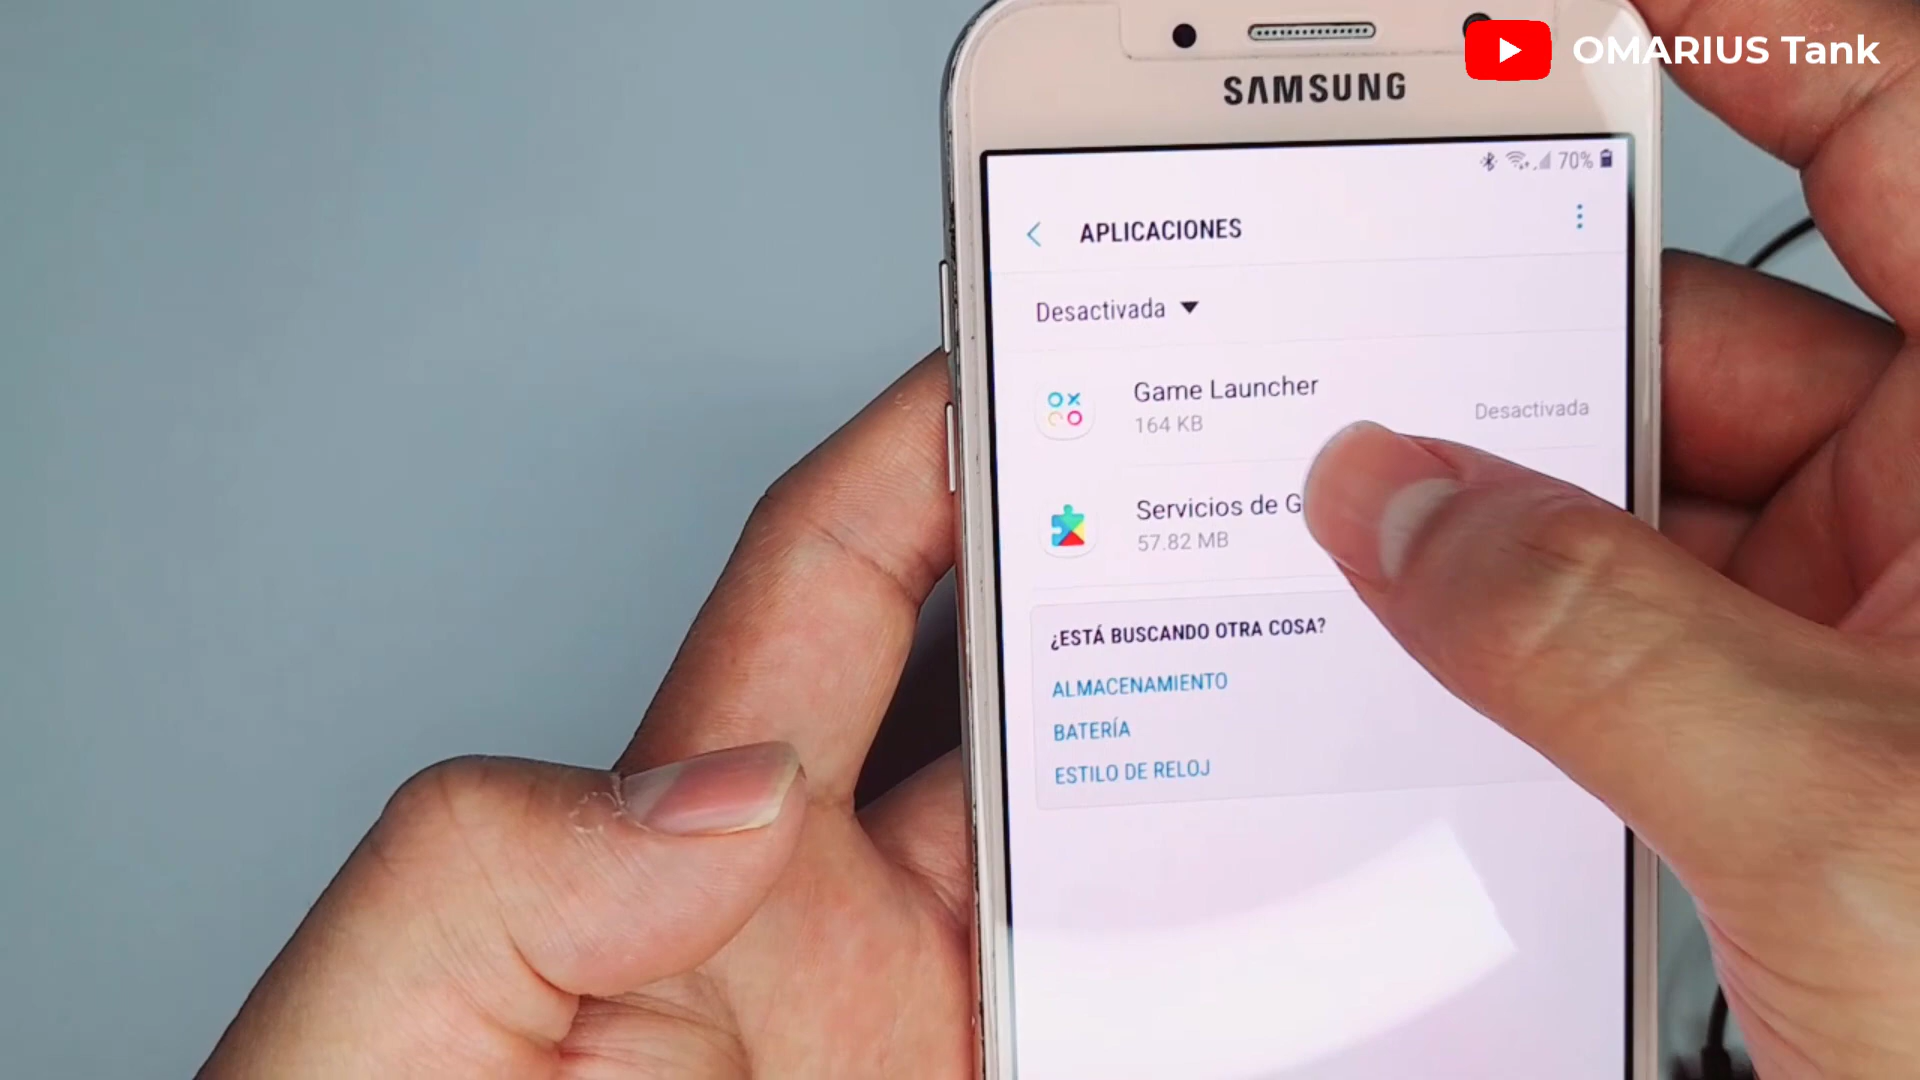 OMARIUS Tank
SAMSUNG
70%
APLICACIONES
Desactivada
Game Launcher
164 KB
Desactivada
Servicios de G
57.82 MB
¿ESTÁ BUSCANDO OTRA COSA?
ALMACENAMIENTO
BATERÍA
ESTILO DE RELOJ